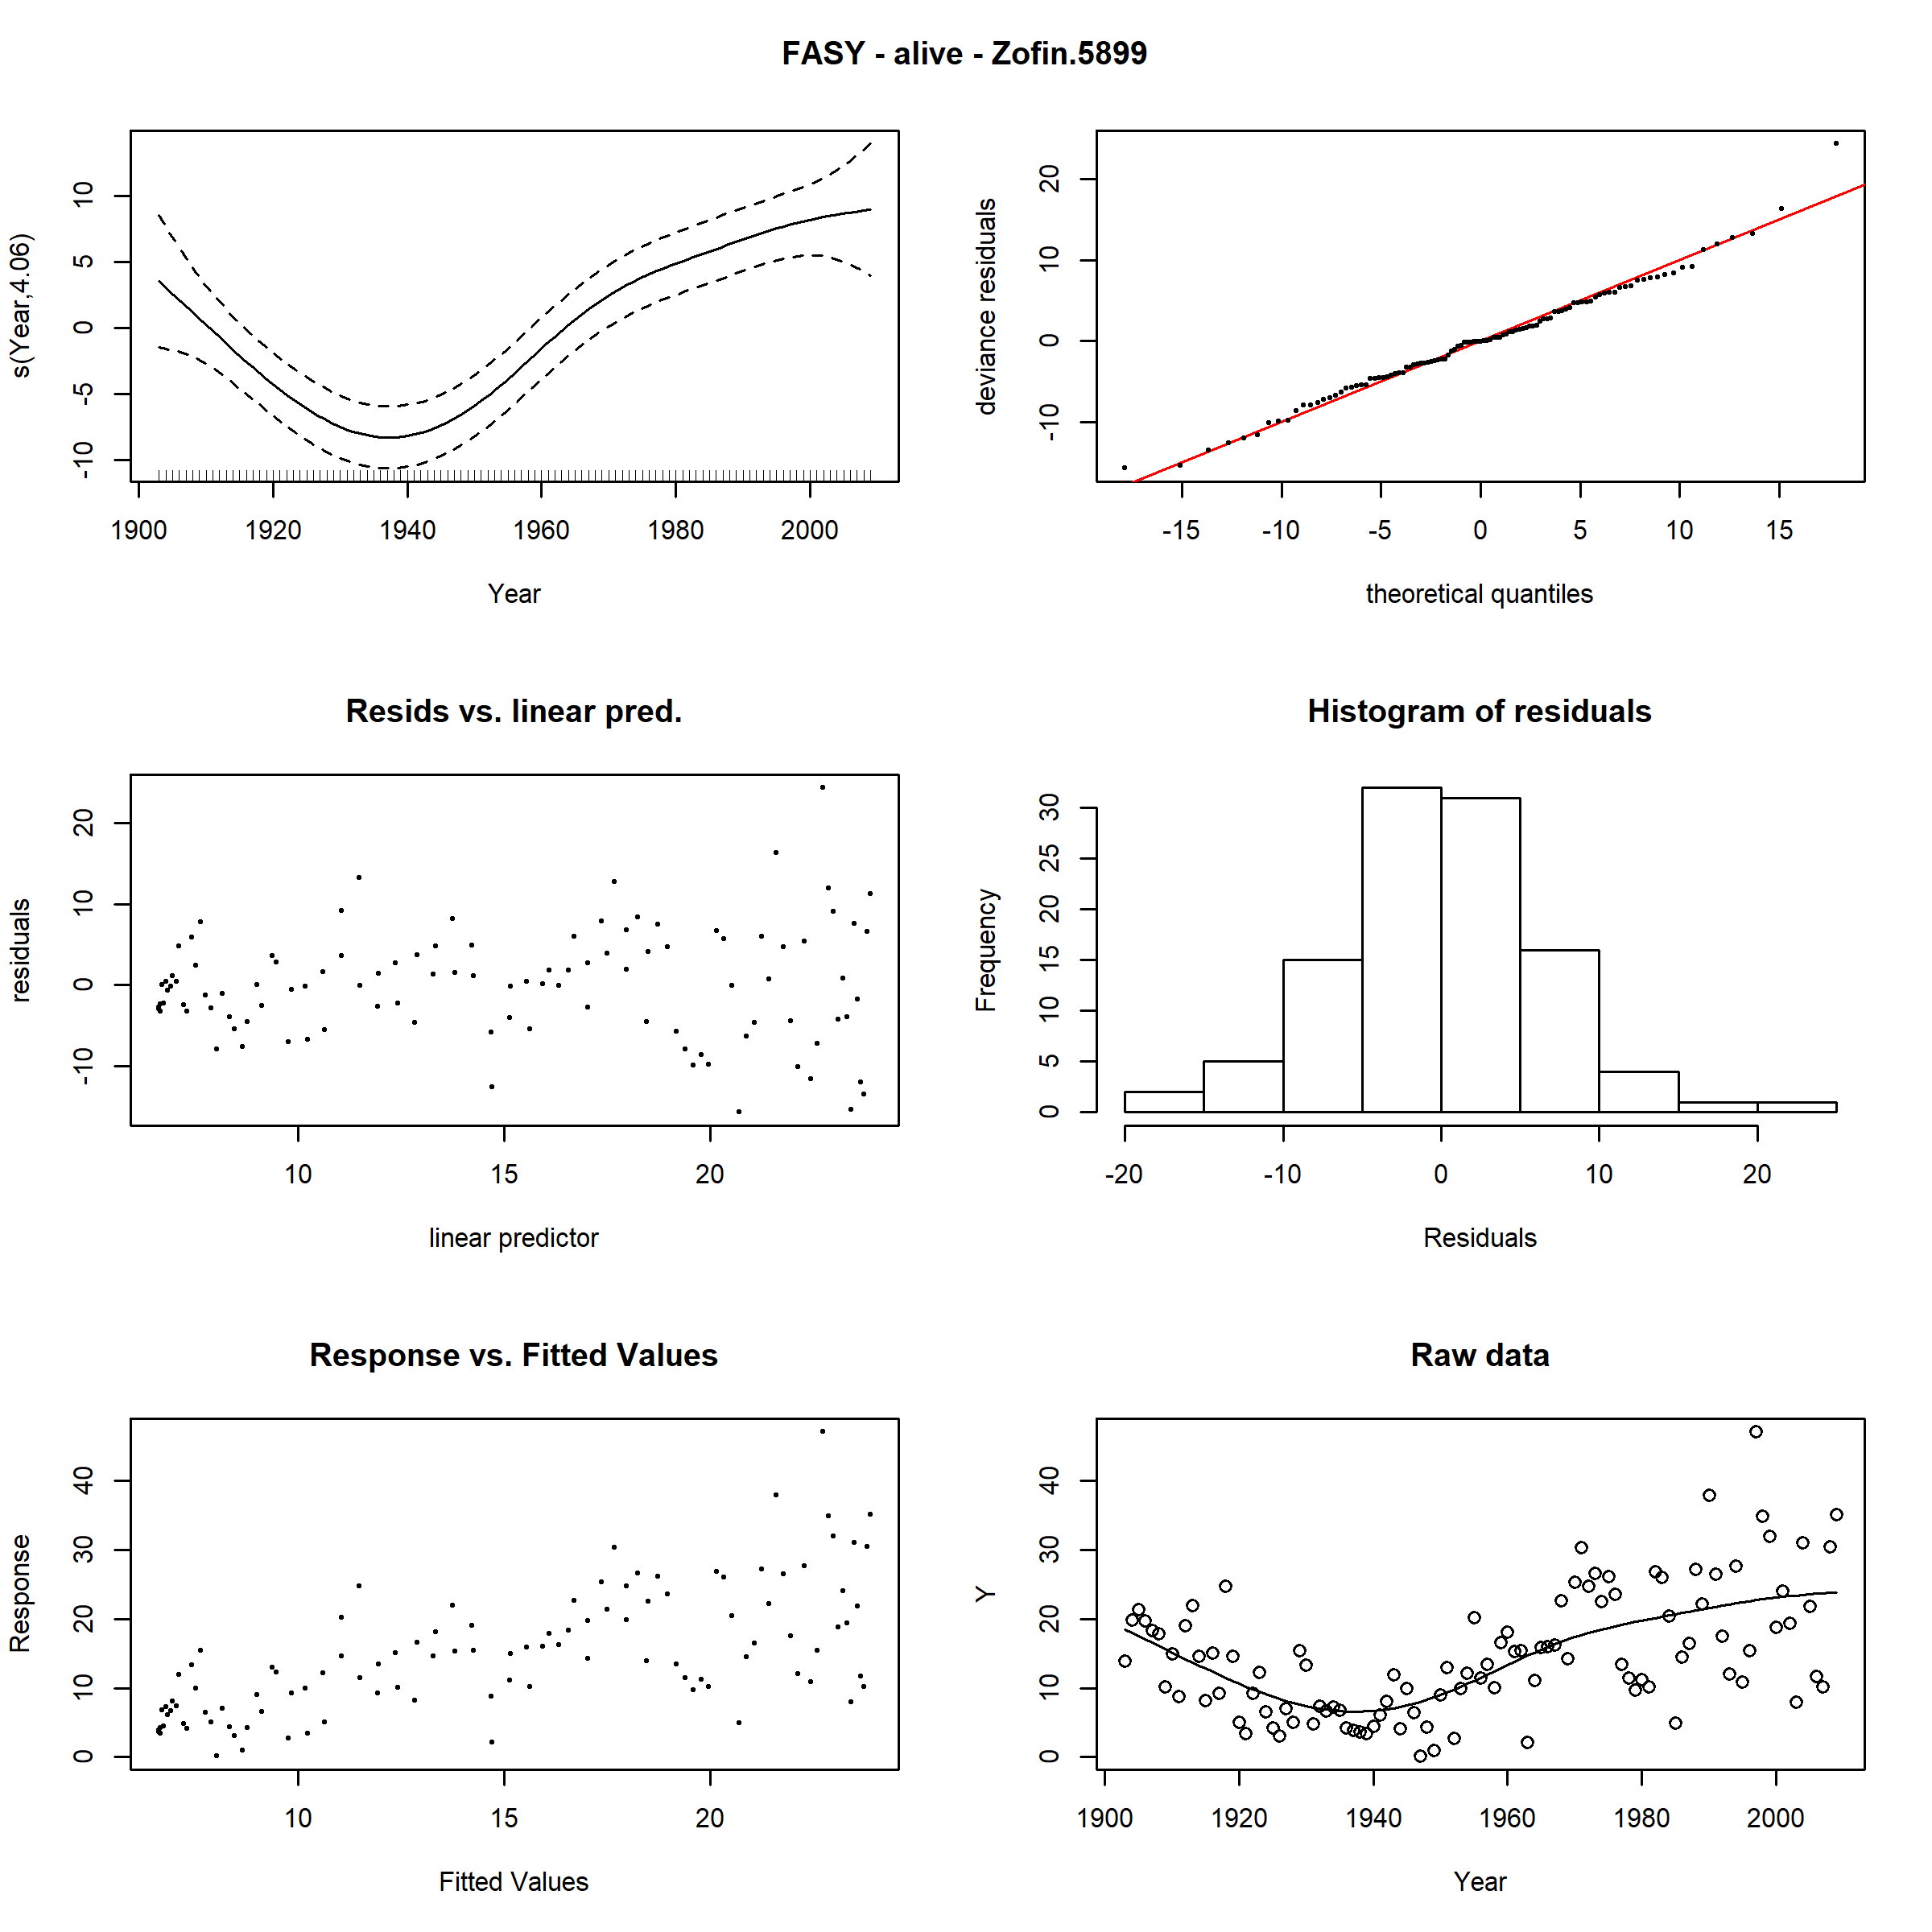 FASY - alive - Zofin.5899
s(Year,4.06)
-10 -5 0 5 10
1900 1920 1940 1960 1980 2000
Year
deviance residuals
-10 0 10 20
-15 -10 -5 0 5 10 15
theoretical quantiles
Resids vs. linear pred.
residuals
-10 0 10 20
10 15 20
linear predictor
Histogram of residuals
Frequency
0 5 10 15 20 25 30
-20 -10 0 10 20
Residuals
Response vs. Fitted Values
Response
0 10 20 30 40
10 15 20
Fitted Values
Raw data
Y
0 10 20 30 40
1900 1920 1940 1960 1980 2000
Year